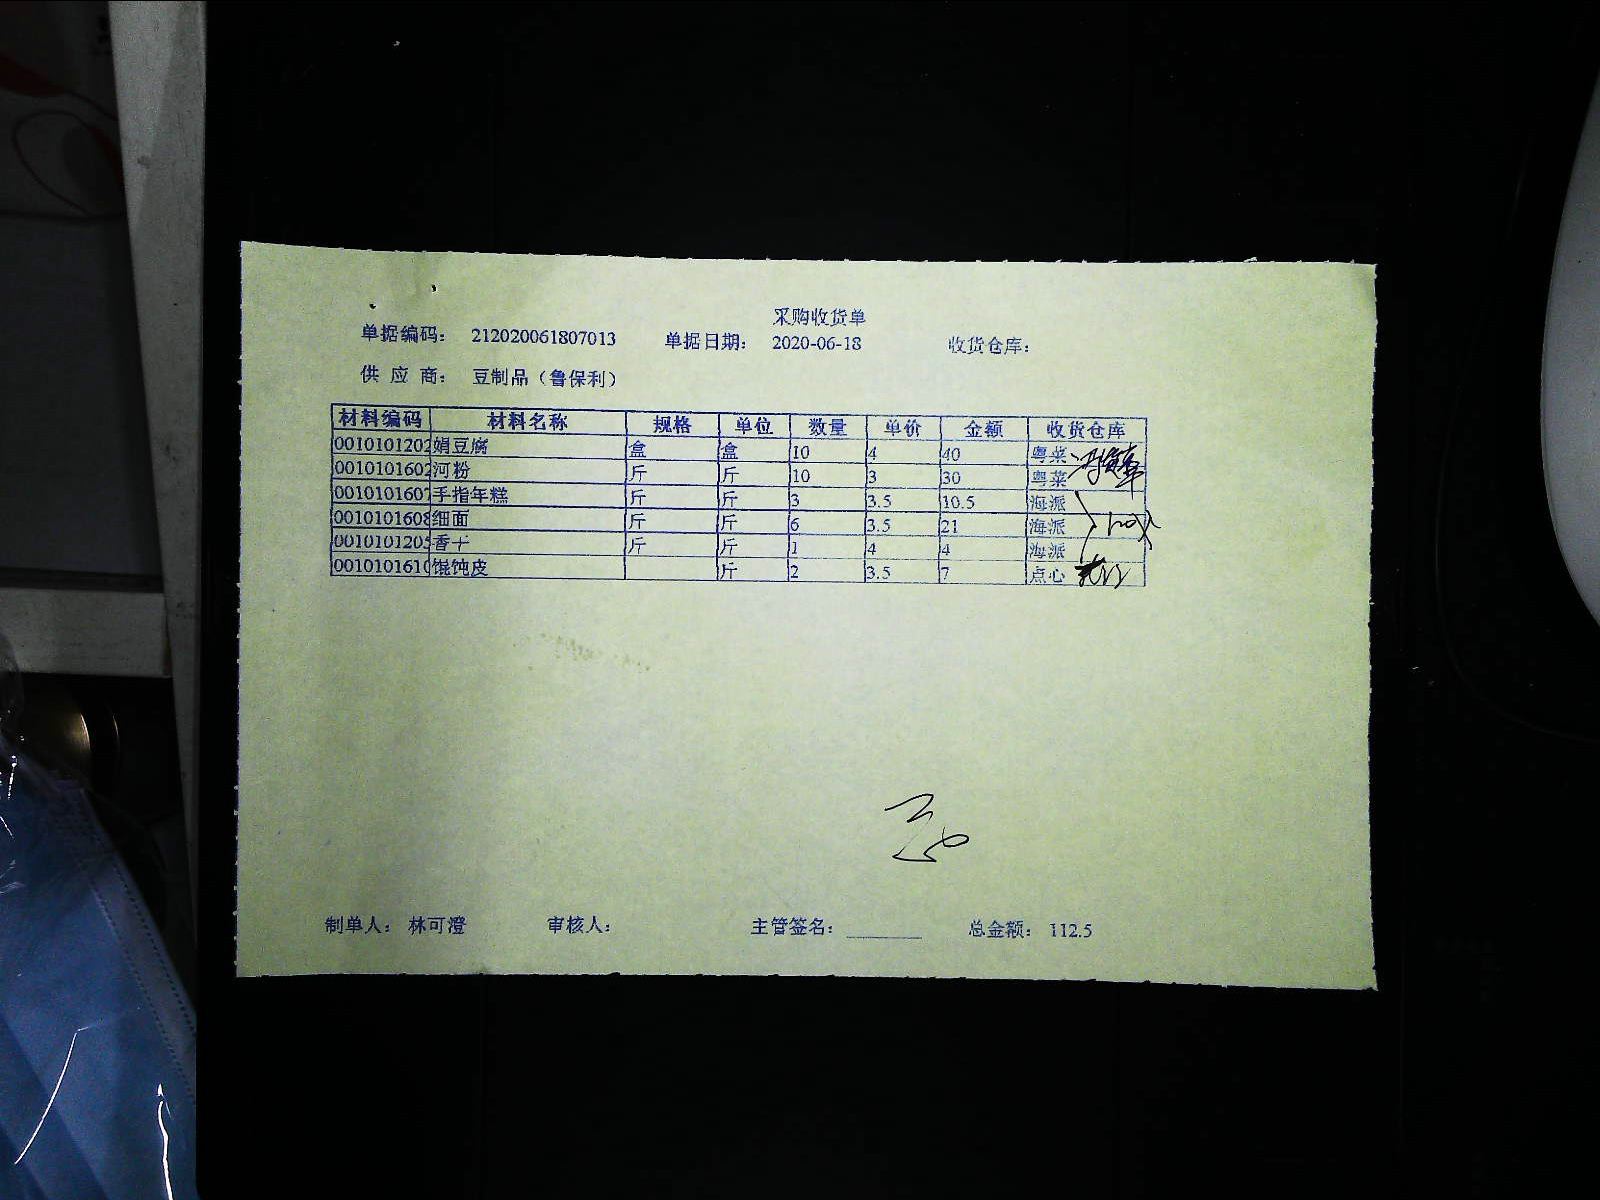 采购收货单
单据编码： 212020061807013 单据日期： 2020-06-18 收货仓库：
供 应 商： 豆制品（鲁保利）
材料编码 材料名称 规格 单位 数量 单价 金额 收货仓库
0010101202 娟豆腐 盒 盒 10 4 40 粤菜
0010101602 河粉 斤 斤 10 3 30 粤菜
0010101607 手指年糕 斤 斤 3 3.5 10.5 海派
0010101608 细面 斤 斤 6 3.5 21 海派
0010101205 香干 斤 斤 1 4 4 海派
0010101610 馄饨皮 斤 2 3.5 7 点心
制单人： 林可澄 审核人： 主管签名： 总金额： 112.5